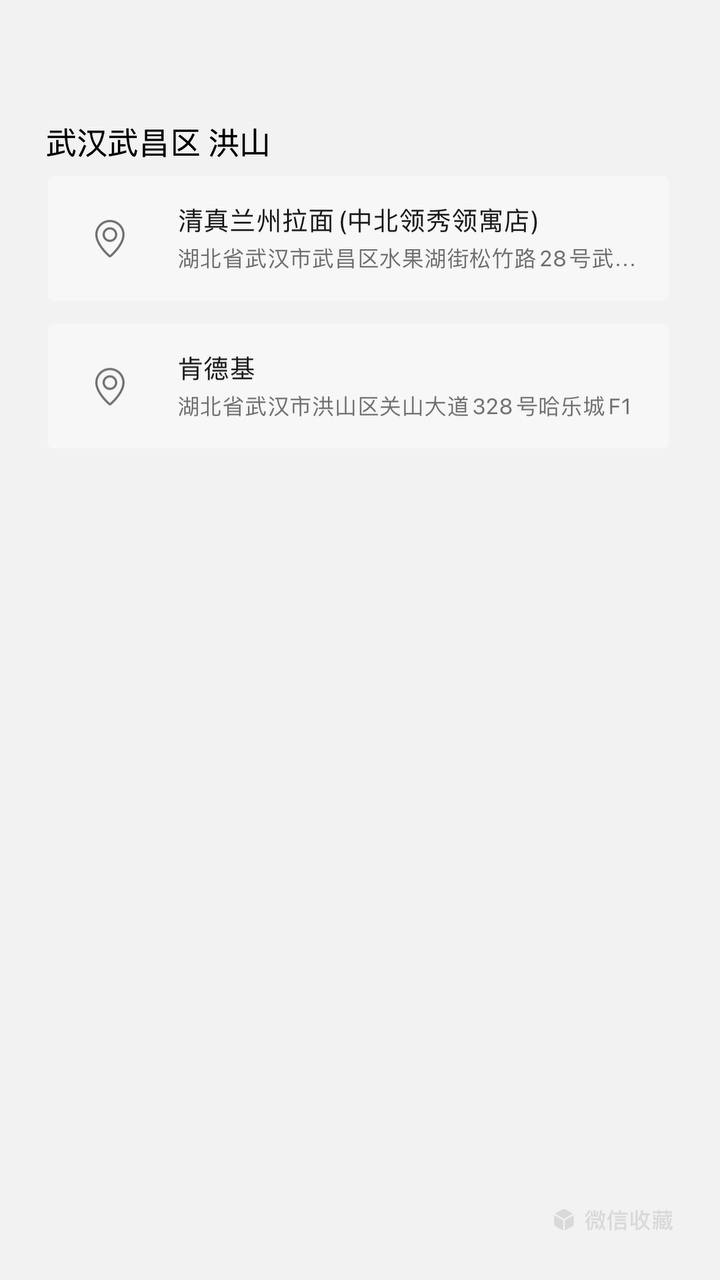 武汉武昌区 洪山
清真兰州拉面(中北领秀领寓店)
湖北省武汉市武昌区水果湖街松竹路28号武...
肯德基
湖北省武汉市洪山区关山大道328号哈乐城F1
微信收藏